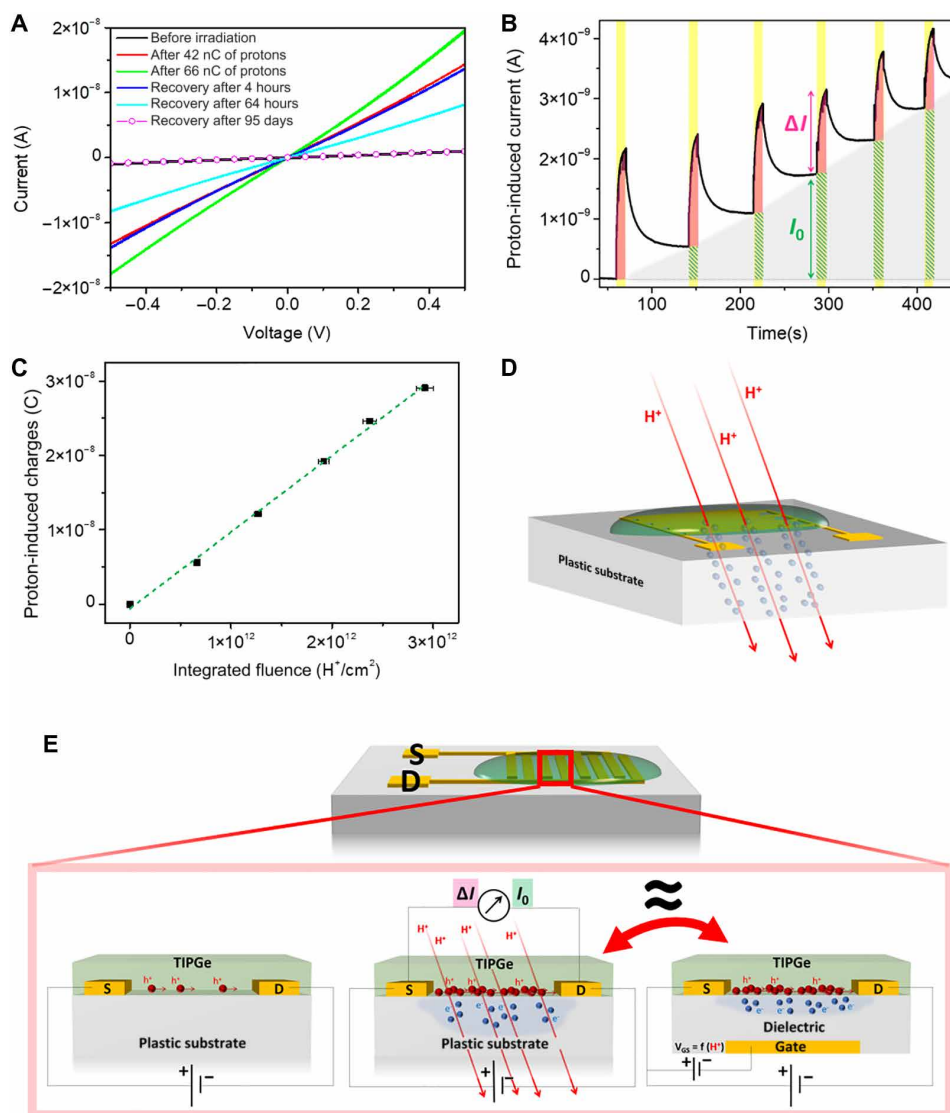 A
2×10⁻⁸
1×10⁻⁸
0
−1×10⁻⁸
−2×10⁻⁸
Current (A)
Before irradiation
After 42 nC of protons
After 66 nC of protons
Recovery after 4 hours
Recovery after 64 hours
Recovery after 95 days
−0.4 −0.2 0.0 0.2 0.4
Voltage (V)
B
4×10⁻⁹
3×10⁻⁹
2×10⁻⁹
1×10⁻⁹
0
Proton-induced current (A)
ΔI
I₀
100 200 300 400
Time(s)
C
3×10⁻⁸
2×10⁻⁸
1×10⁻⁸
0
Proton-induced charges (C)
0 1×10¹² 2×10¹² 3×10¹²
Integrated fluence (H⁺/cm²)
D
H⁺
H⁺
H⁺
Plastic substrate
E
S
D
TIPGe
S h⁺ h⁺ h⁺ D
Plastic substrate
+ −
ΔI I₀
H⁺ H⁺ H⁺ H⁺
TIPGe
S h⁺ h⁺ h⁺ D
e⁻ e⁻ e⁻
Plastic substrate
+ −
≈
TIPGe
S h⁺ h⁺ h⁺ D
e⁻ e⁻ e⁻
Dielectric
V_GS = f (H⁺) Gate
+ −
+ −